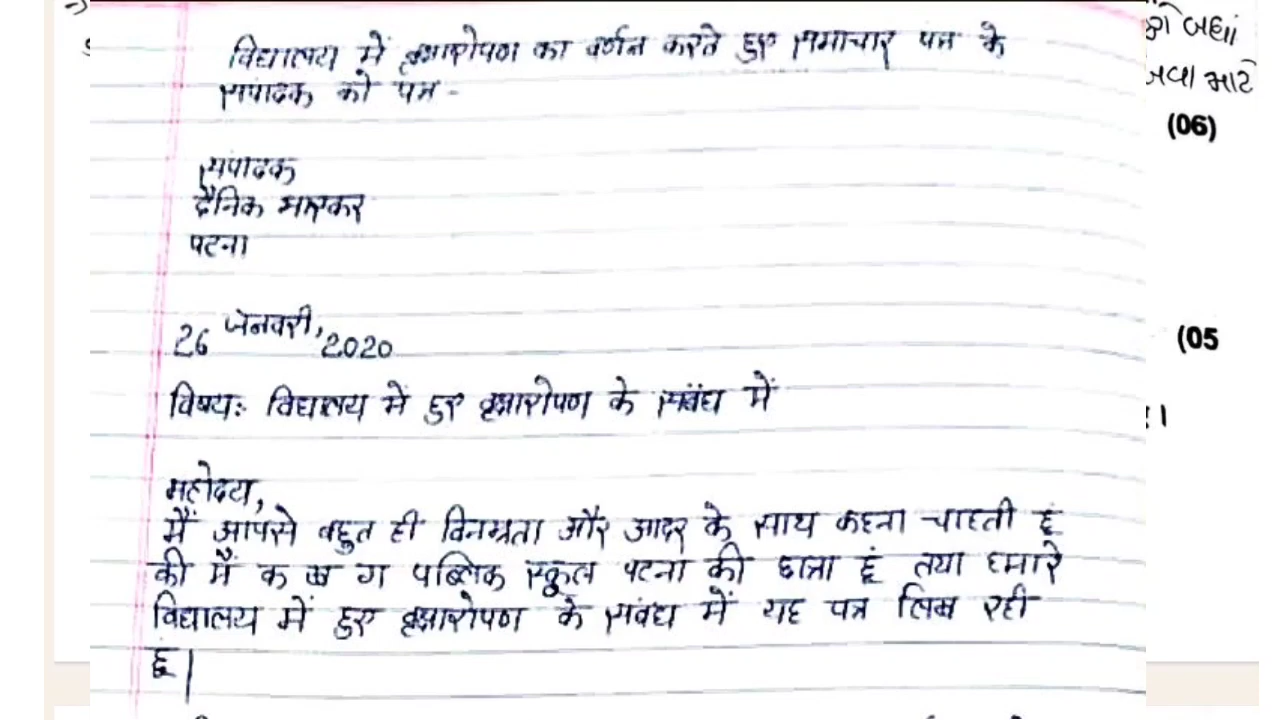 विद्यालय में वृक्षारोपण का वर्णन करते हुए समाचार पत्र के
संपादक को पत्र -
संपादक
दैनिक भास्कर
पटना
26 जनवरी, 2020
विषय: विद्यालय में हुए वृक्षारोपण के संबंध में
महोदय,
मैं आपसे बहुत ही विनम्रता और आदर के साथ कहना चाहती हूं
की मैं क ख ग पब्लिक स्कूल पटना की छात्रा हूं तथा हमारे
विद्यालय में हुए वृक्षारोपण के संबंध में यह पत्र लिख रही
हूं|
માટે
(06)
(05